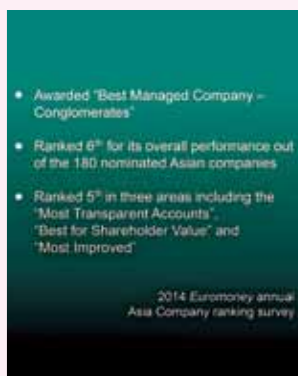 • Awarded "Best Managed Company –
Conglomerates"
• Ranked 6th for its overall performance out
of the 180 nominated Asian companies
• Ranked 5th in three areas including the
"Most Transparent Accounts",
"Best for Shareholder Value" and
"Most Improved"
2014 Euromoney annual
Asia Company ranking survey